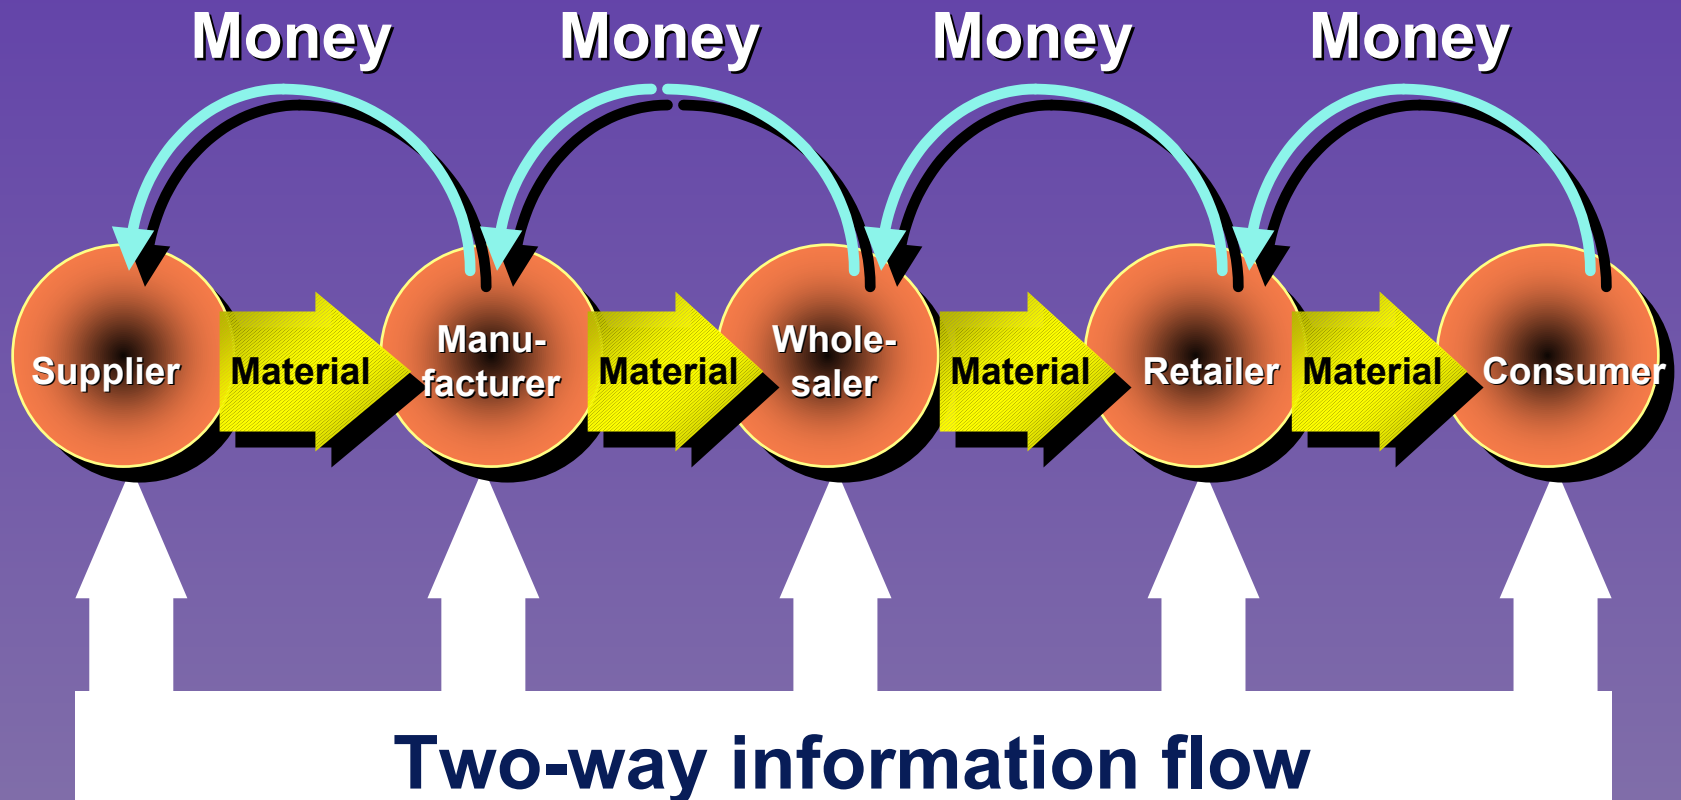 Money Money Money Money
Supplier Material Manu-
facturer Material Whole-
saler Material Retailer Material Consumer
Two-way information flow